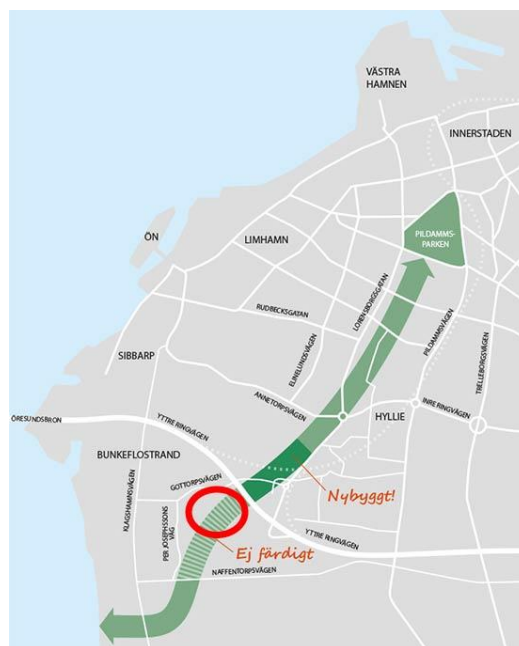 VÄSTRA
HAMNEN
INNERSTADEN
PILDAMMS-
PARKEN
ÖN
LIMHAMN
LORENSBORGSGATAN
RUDBECKSGATAN
PILDAMMSVÄGEN
TRELLEBORGSVÄGEN
ELINELUNDSVÄGEN
SIBBARP
ANNETORPSVÄGEN
INRE RINGVÄGEN
HYLLIE
ÖRESUNDSBRON
YTTRE RINGVÄGEN
BUNKEFLOSTRAND
GOTTORPSVÄGEN
Nybyggt!
KLAGSHAMNSVÄGEN
PER JOSEPHSSONS
VÄG
YTTRE RINGVÄGEN
Ej färdigt
NAFFENTORPSVÄGEN